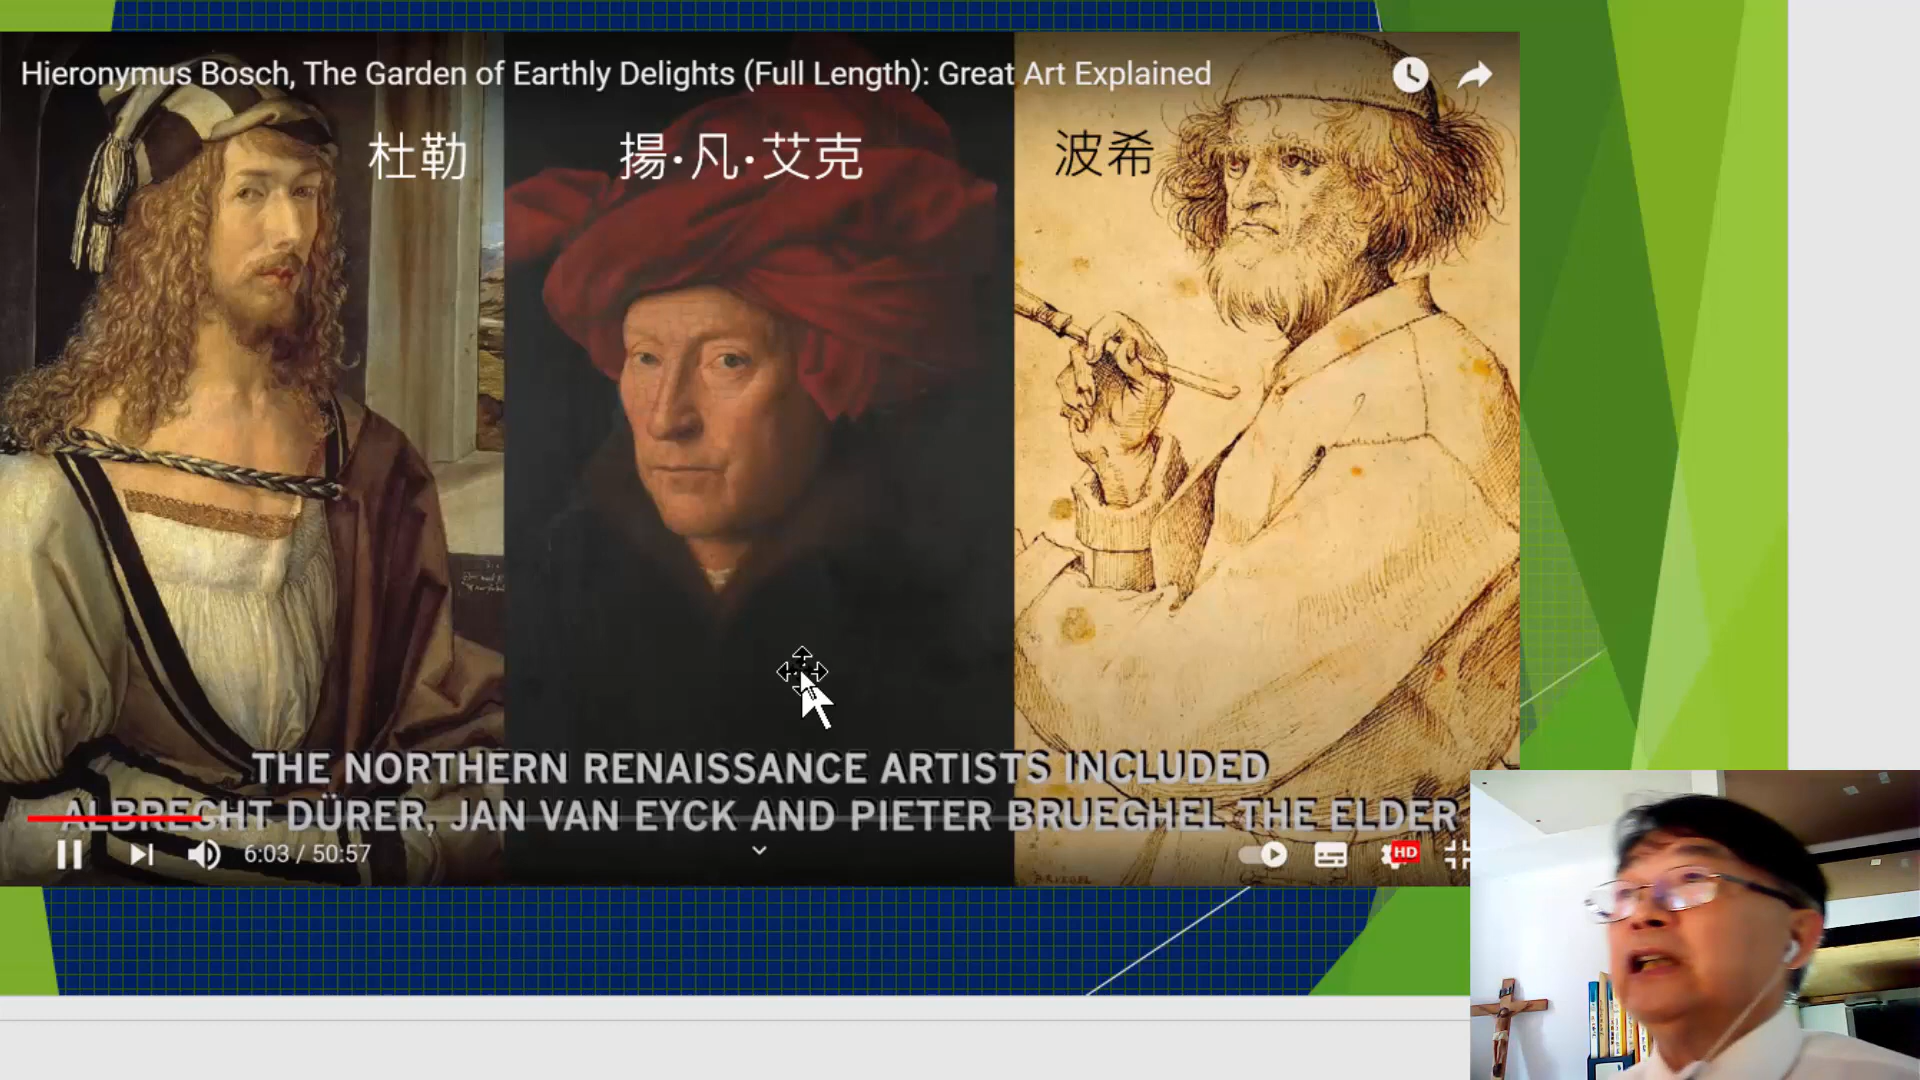 Hieronymus Bosch, The Garden of Earthly Delights (Full Length): Great Art Explained
杜勒
揚·凡·艾克
波希
THE NORTHERN RENAISSANCE ARTISTS INCLUDED
ALBRECHT DÜRER, JAN VAN EYCK AND PIETER BRUEGHEL THE ELDER
6:03 / 50:57
HD